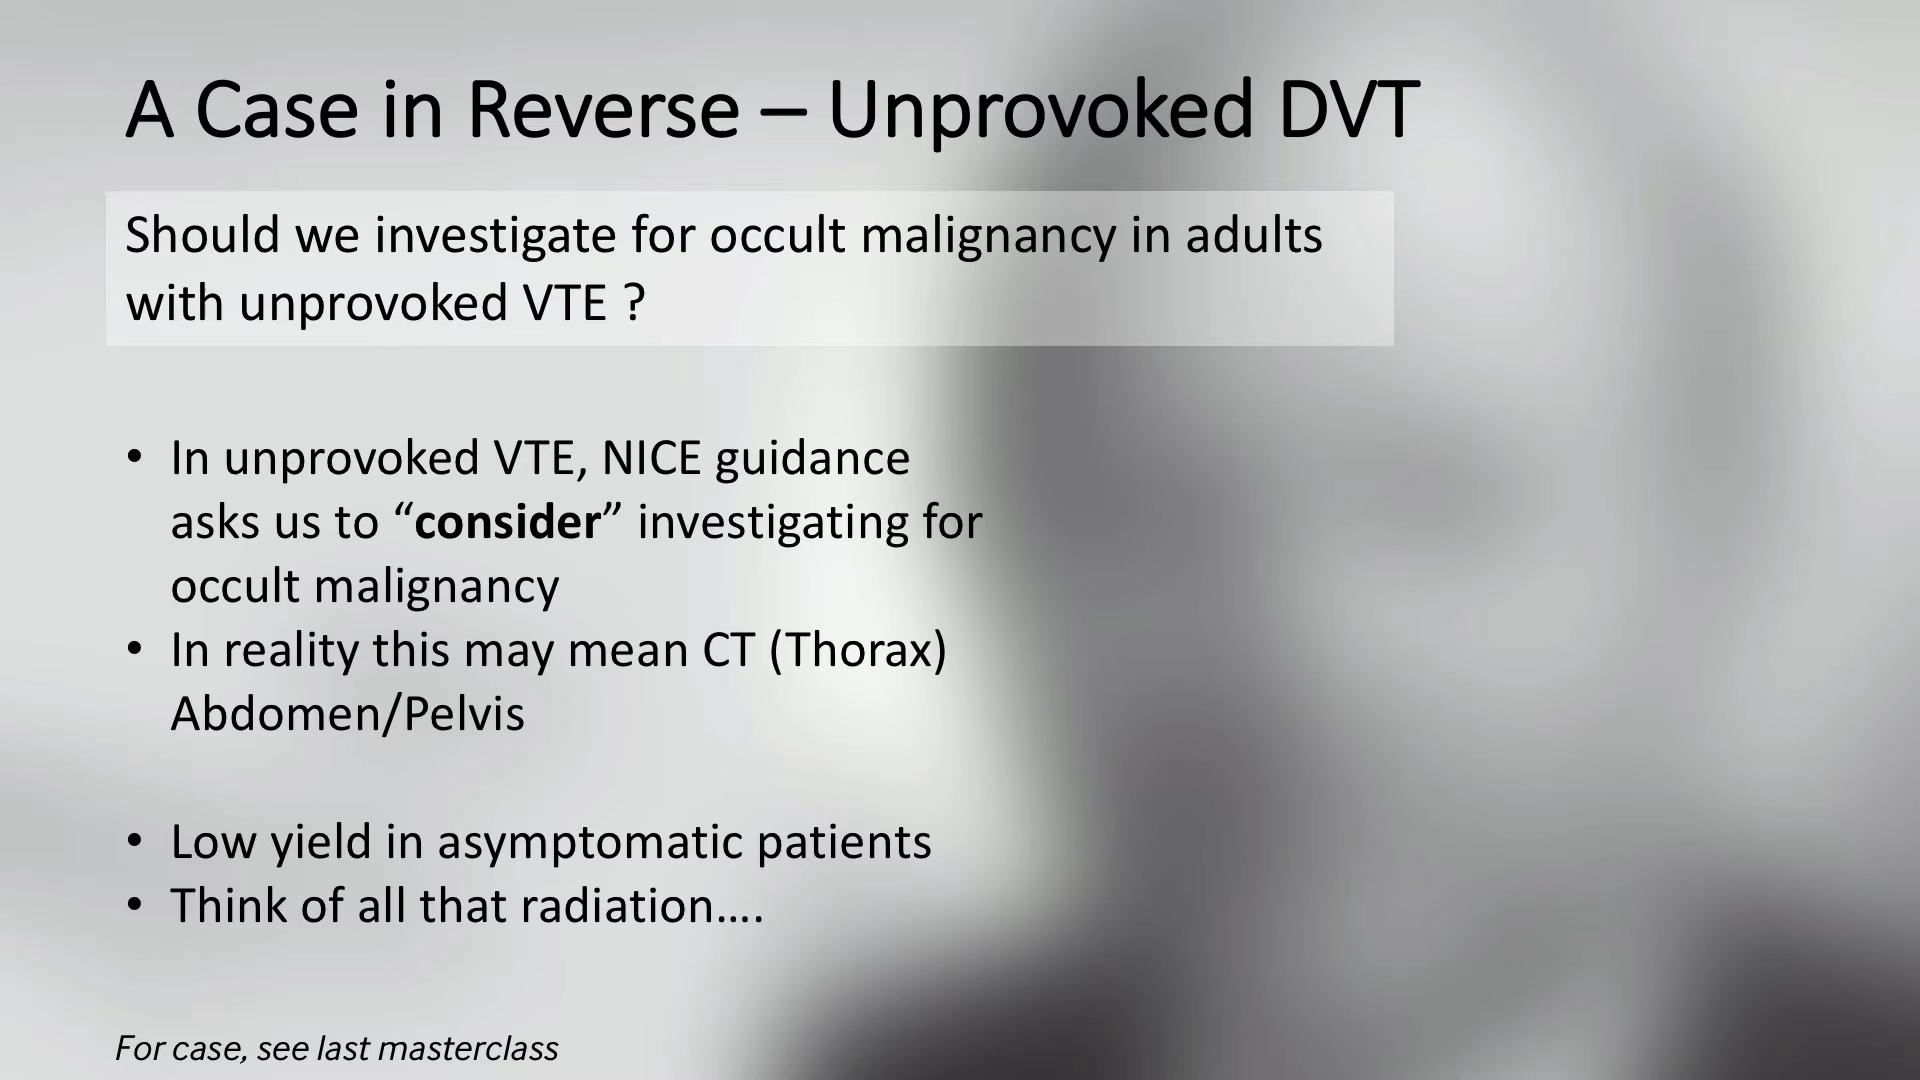 A Case in Reverse – Unprovoked DVT
Should we investigate for occult malignancy in adults
with unprovoked VTE ?
• In unprovoked VTE, NICE guidance
asks us to “consider” investigating for
occult malignancy
• In reality this may mean CT (Thorax)
Abdomen/Pelvis
• Low yield in asymptomatic patients
• Think of all that radiation….
For case, see last masterclass